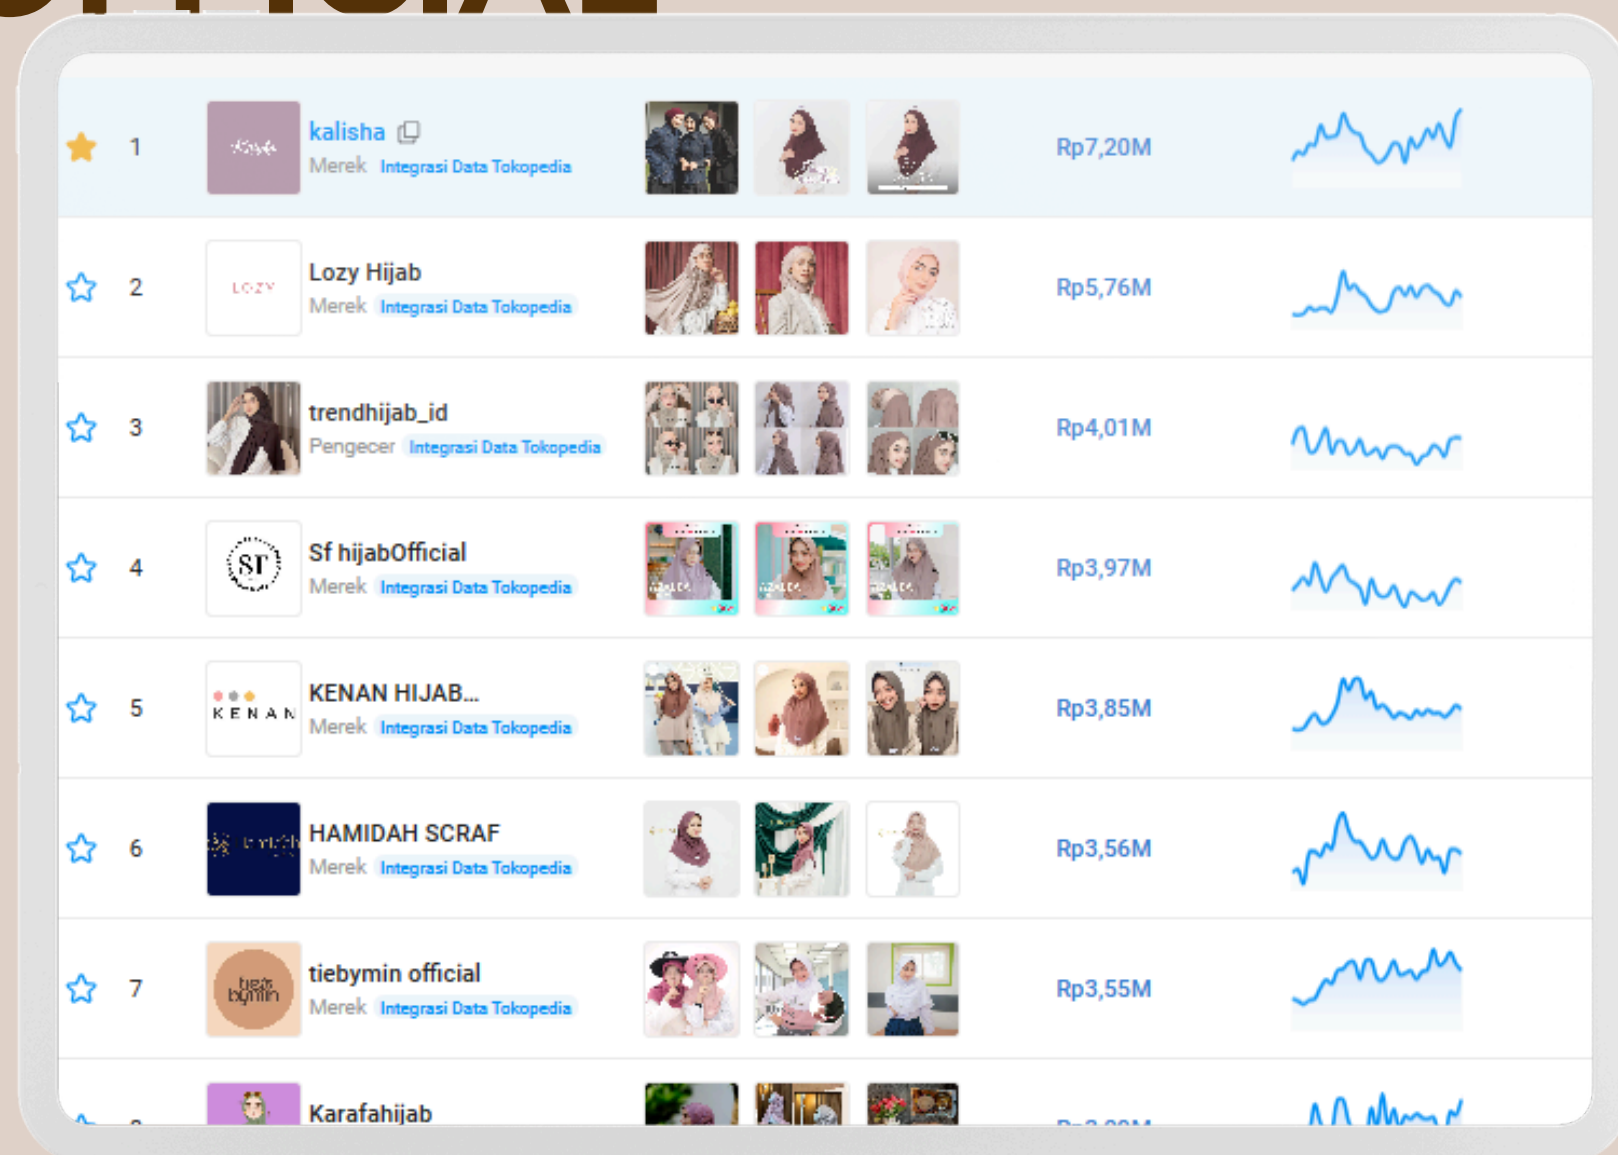 1
kalisha
Merek Integrasi Data Tokopedia
Rp7,20M
2
LOZY
Lozy Hijab
Merek Integrasi Data Tokopedia
Rp5,76M
3
trendhijab_id
Pengecer Integrasi Data Tokopedia
Rp4,01M
4
SF
Sf hijabOfficial
Merek Integrasi Data Tokopedia
Rp3,97M
5
KENAN
KENAN HIJAB...
Merek Integrasi Data Tokopedia
Rp3,85M
6
HAMIDAH SCRAF
Merek Integrasi Data Tokopedia
Rp3,56M
7
tiebymin official
Merek Integrasi Data Tokopedia
Rp3,55M
Karafahijab